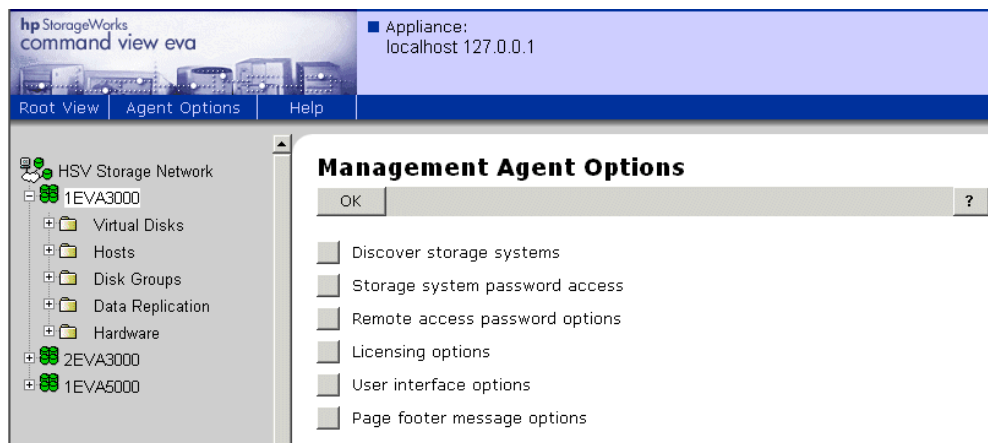 hp StorageWorks
command view eva
Appliance:
localhost 127.0.0.1
Root View
Agent Options
Help
HSV Storage Network
1EVA3000
Virtual Disks
Hosts
Disk Groups
Data Replication
Hardware
2EVA3000
1EVA5000
Management Agent Options
OK
?
Discover storage systems
Storage system password access
Remote access password options
Licensing options
User interface options
Page footer message options